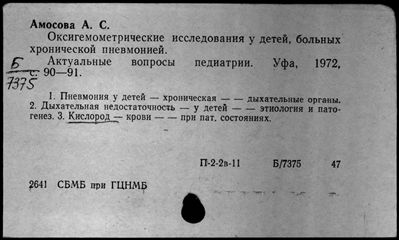 Амосова А. С.
Оксигемометрические исследования у детей, больных
хронической пневмонией.
Актуальные вопросы педиатрии. Уфа, 1972,
с. 90—91.
Б
7375
1. Пневмония у детей — хроническая — — дыхательные органы.
2. Дыхательная недостаточность — у детей — — этиология и пато-
генез. 3. Кислород — крови — — при пат. состояниях.
П-2-2в-11 Б/7375 47
2641 СБМБ при ГЦНМБ